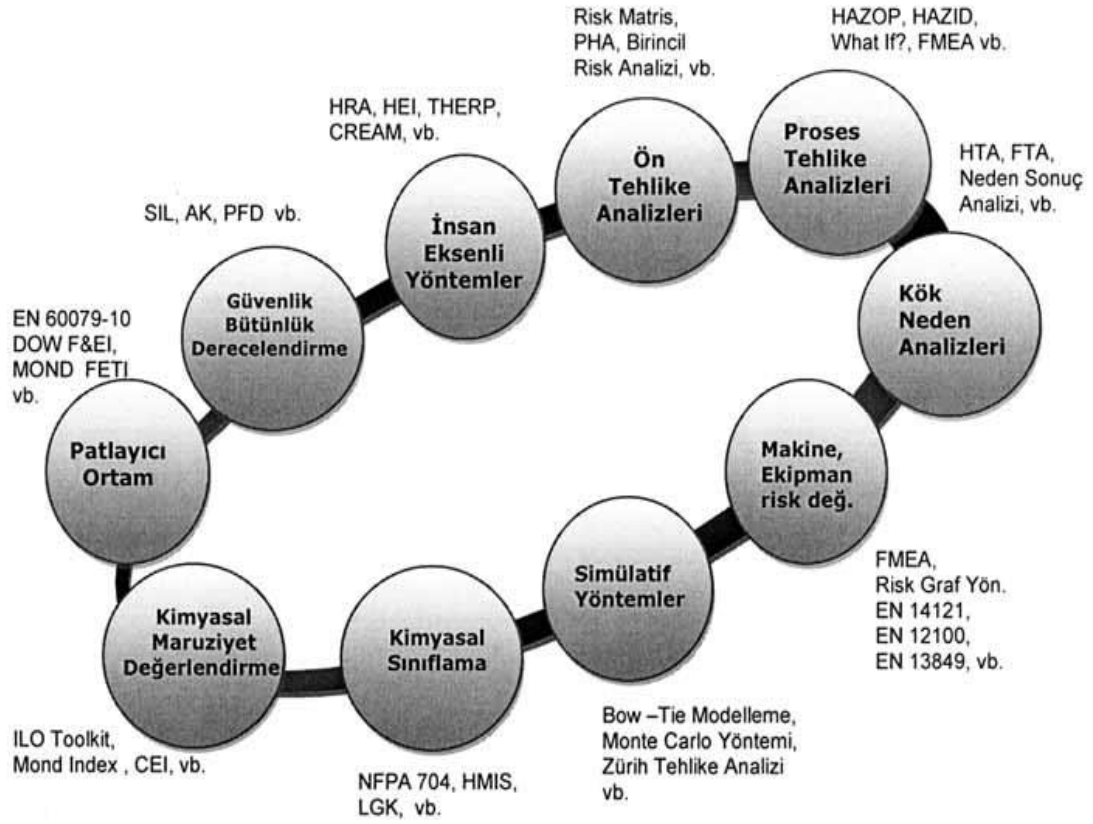 Risk Matris,
PHA, Birincil
Risk Analizi, vb.
HAZOP, HAZID,
What If?, FMEA vb.
HRA, HEI, THERP,
CREAM, vb.
Ön
Tehlike
Analizleri
Proses
Tehlike
Analizleri
HTA, FTA,
Neden Sonuç
Analizi, vb.
SIL, AK, PFD vb.
İnsan
Eksenli
Yöntemler
Güvenlik
Bütünlük
Derecelendirme
Kök
Neden
Analizleri
EN 60079-10
DOW F&EI,
MOND FETI
vb.
Patlayıcı
Ortam
Makine,
Ekipman
risk değ.
FMEA,
Risk Graf Yön.
EN 14121,
EN 12100,
EN 13849, vb.
Simülatif
Yöntemler
Kimyasal
Maruziyet
Değerlendirme
Kimyasal
Sınıflama
Bow –Tie Modelleme,
Monte Carlo Yöntemi,
Zürih Tehlike Analizi
vb.
ILO Toolkit,
Mond Index , CEI, vb.
NFPA 704, HMIS,
LGK, vb.